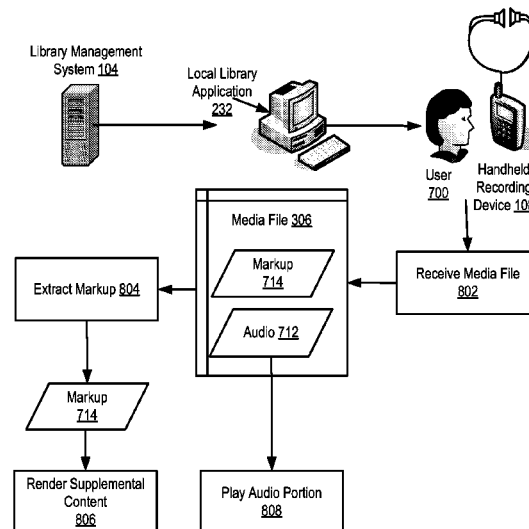 Library Management
System 104
Local Library
Application
232
User
700
Handheld
Recording
Device 10
Media File 306
Markup
714
Audio 712
Receive Media File
802
Extract Markup 804
Markup
714
Render Supplemental
Content
806
Play Audio Portion
808